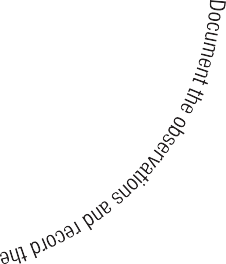 Document the observations and record the